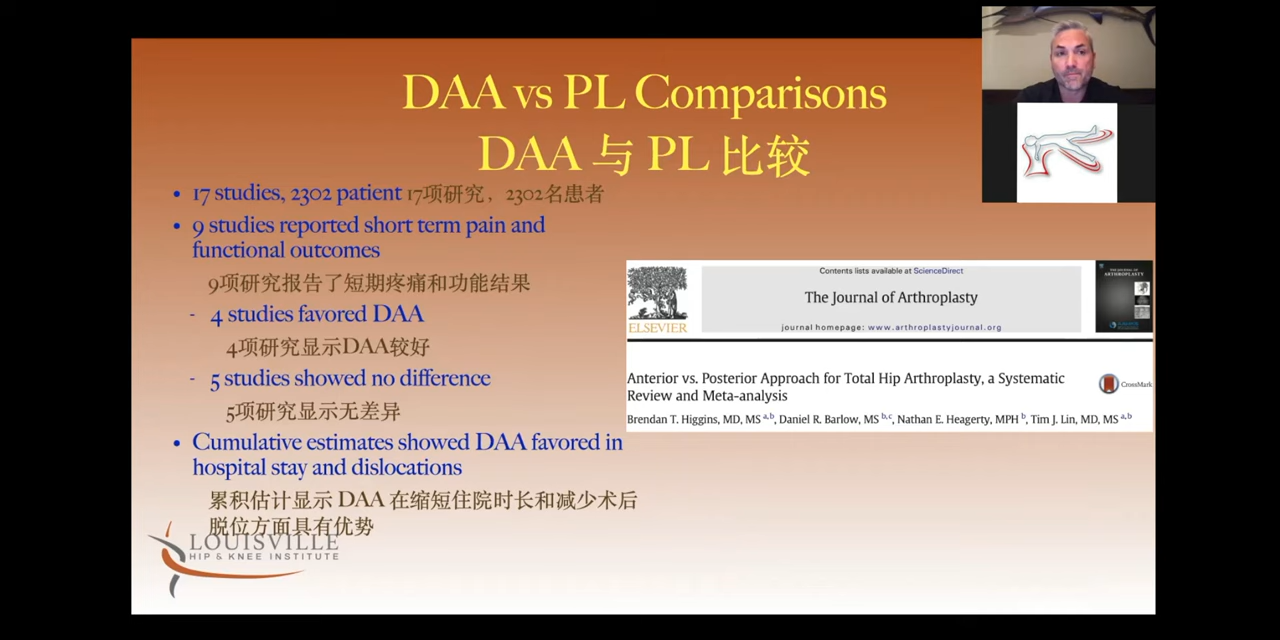 DAA vs PL Comparisons
DAA 与 PL 比较
• 17 studies, 2302 patient 17项研究，2302名患者
• 9 studies reported short term pain and
functional outcomes
9项研究报告了短期疼痛和功能结果
- 4 studies favored DAA
4项研究显示DAA较好
- 5 studies showed no difference
5项研究显示无差异
• Cumulative estimates showed DAA favored in
hospital stay and dislocations
累积估计显示 DAA 在缩短住院时长和减少术后
脱位方面具有优势
LOUISVILLE
HIP & KNEE INSTITUTE
Contents lists available at ScienceDirect
The Journal of Arthroplasty
journal homepage: www.arthroplastyjournal.org
ELSEVIER
THE JOURNAL OF
ARTHROPLASTY
Anterior vs. Posterior Approach for Total Hip Arthroplasty, a Systematic
Review and Meta-analysis
CrossMark
Brendan T. Higgins, MD, MS a,b, Daniel R. Barlow, MS b,c, Nathan E. Heagerty, MPH b, Tim J. Lin, MD, MS a,b